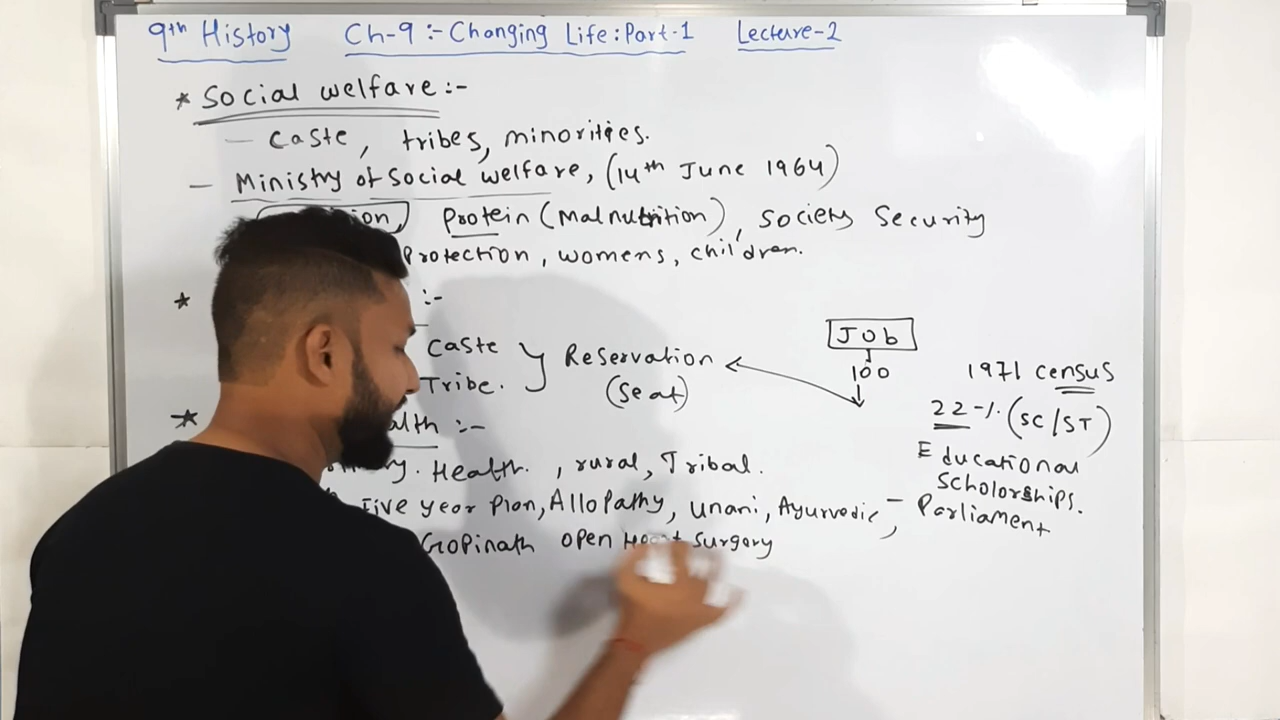 9th History Ch-9:- Changing Life: Part-1 Lecture-2
* Social welfare:-
- Caste, tribes, minorities.
- Ministry of Social welfare, (14th June 1964)
Protein (Malnutrition), Society Security
Protection, womens, children.
* :-
Caste } Reservation
Tribe. (Seat)
Job
100
1971 census
22-/. (SC/ST)
Educational
Scholorships.
- Parliament
* :-
Health. , rural, Tribal.
Five year Plan, Allopathy, Unani, Ayurvedic,
Gopinath open Surgery